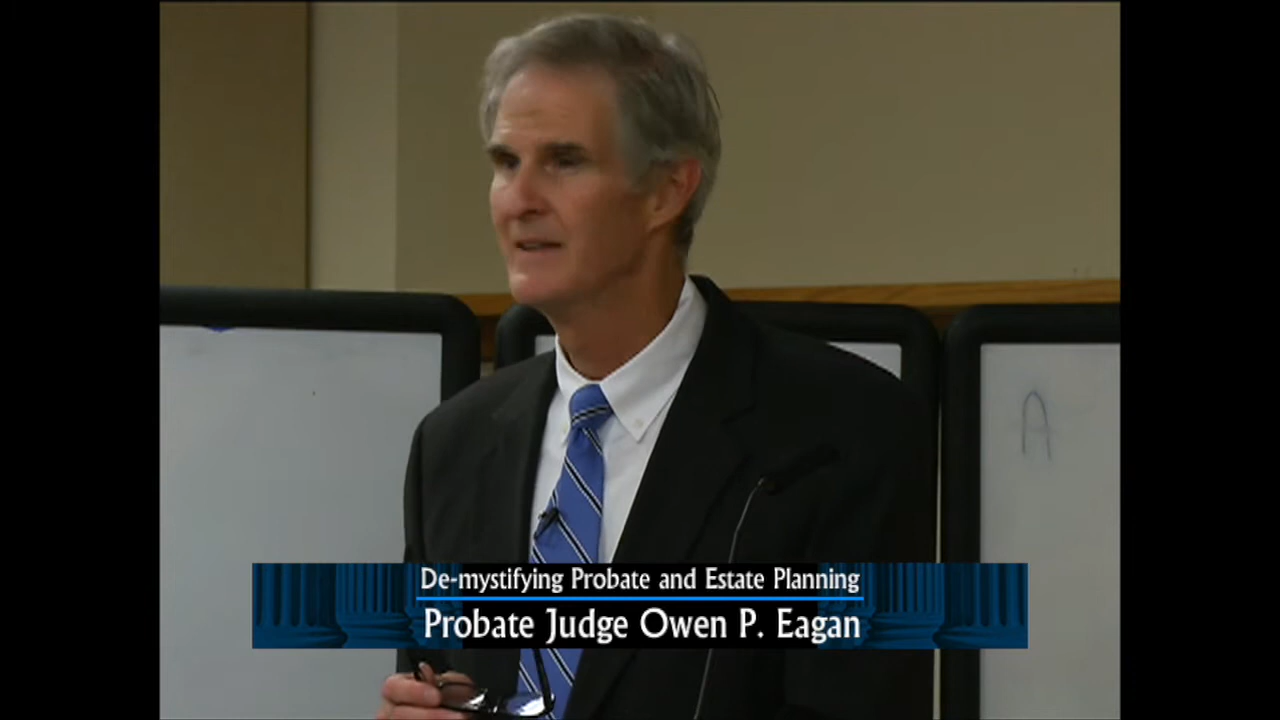 A
De-mystifying Probate and Estate Planning
Probate Judge Owen P. Eagan